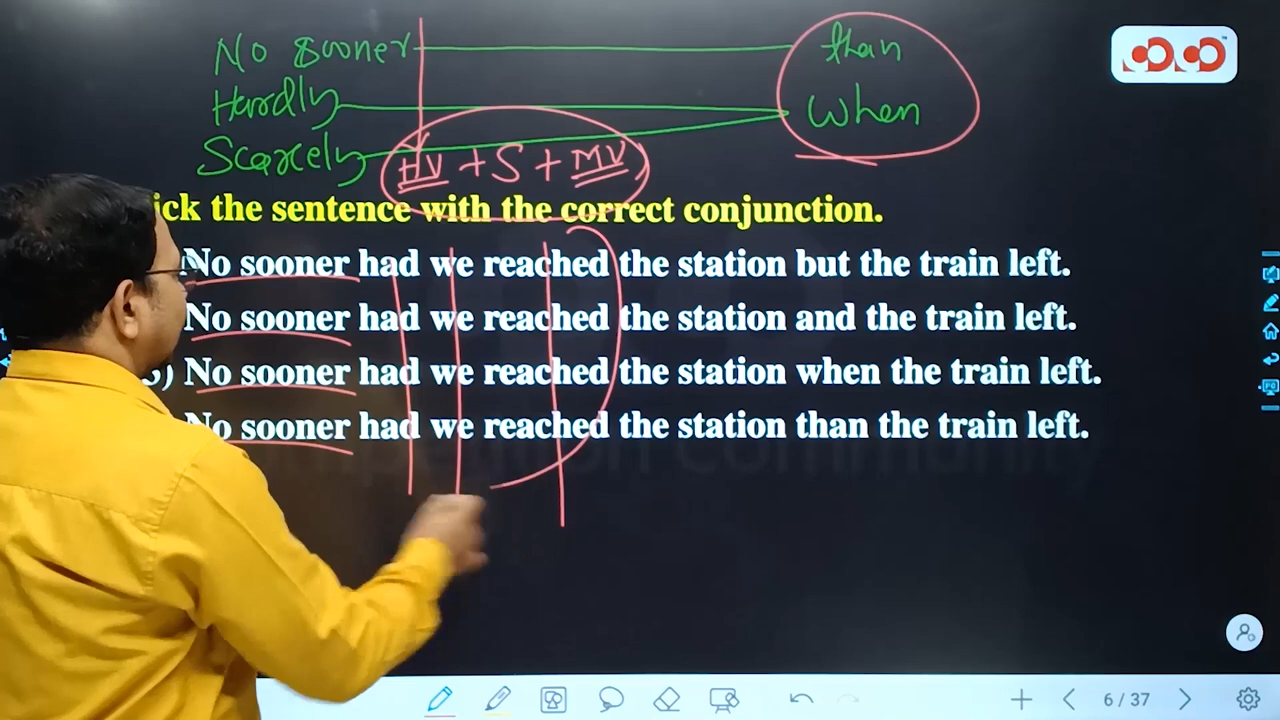 No sooner than
Hardly when
Scarcely
HV + S + MV
ick the sentence with the correct conjunction.
No sooner had we reached the station but the train left.
No sooner had we reached the station and the train left.
3) No sooner had we reached the station when the train left.
No sooner had we reached the station than the train left.
6 / 37